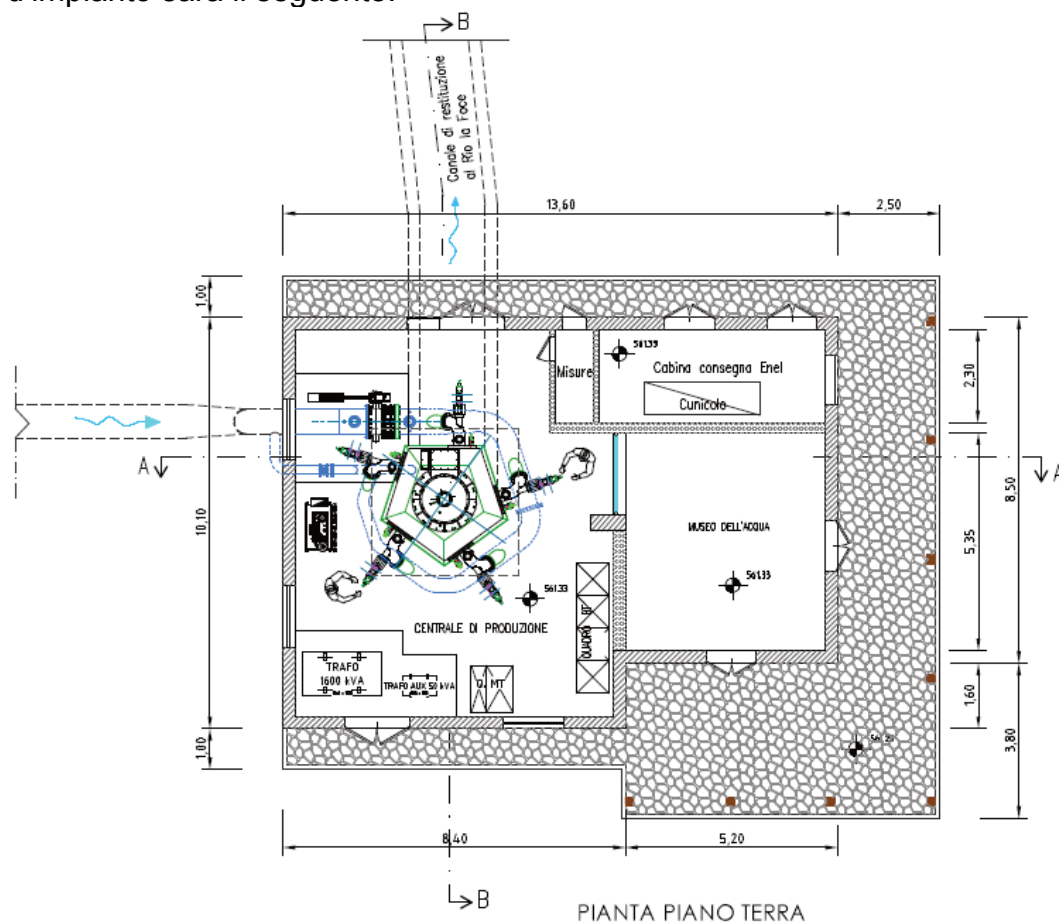 d'impianto sarà il seguente:
B
Canale di restituzione
al Rio la Foce
13,60
2,50
1,00
561.33
Misure
Cabina consegna Enel
Cunicolo
2,30
A
A
10,10
8,50
MUSEO DELL'ACQUA
5,35
561.33
561.33
CENTRALE DI PRODUZIONE
QUADRO BT
TRAFO
1600 kVA
TRAFO AUX 50 kVA
Q. MT
1,60
3,80
1,00
8,40
5,20
B
PIANTA PIANO TERRA